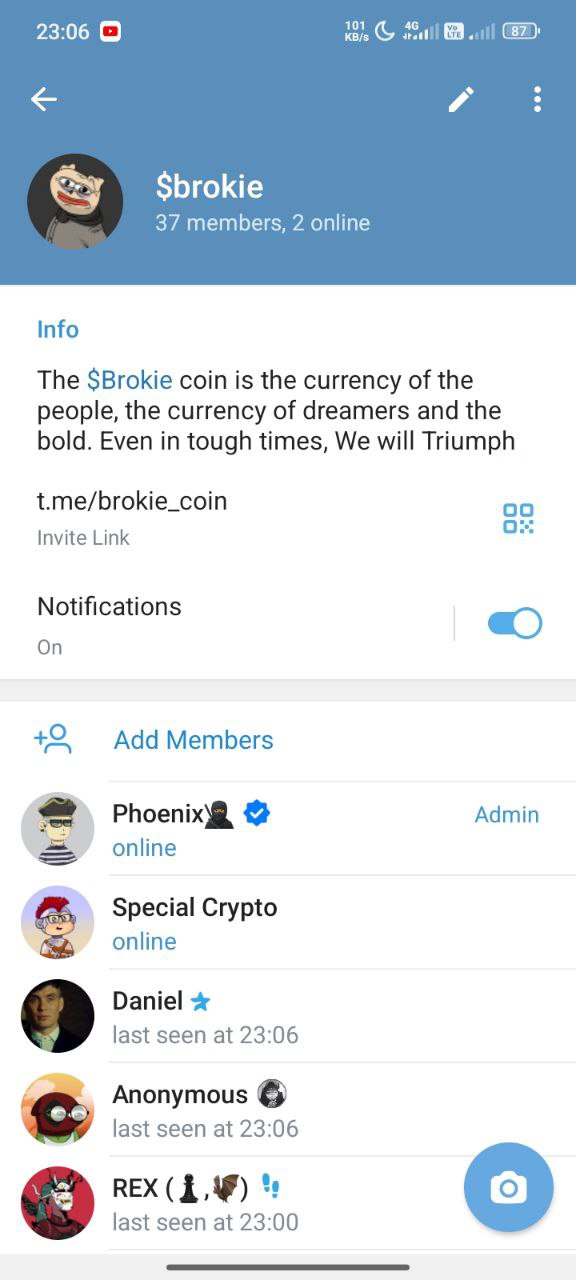 23:06
101
KB/s
4G
Vo
LTE
87
$brokie
37 members, 2 online
Info
The $Brokie coin is the currency of the
people, the currency of dreamers and the
bold. Even in tough times, We will Triumph
t.me/brokie_coin
Invite Link
Notifications
On
Add Members
Phoenix🥷
Admin
online
Special Crypto
online
Daniel
last seen at 23:06
Anonymous
last seen at 23:06
REX (♟️,🦇)
last seen at 23:00